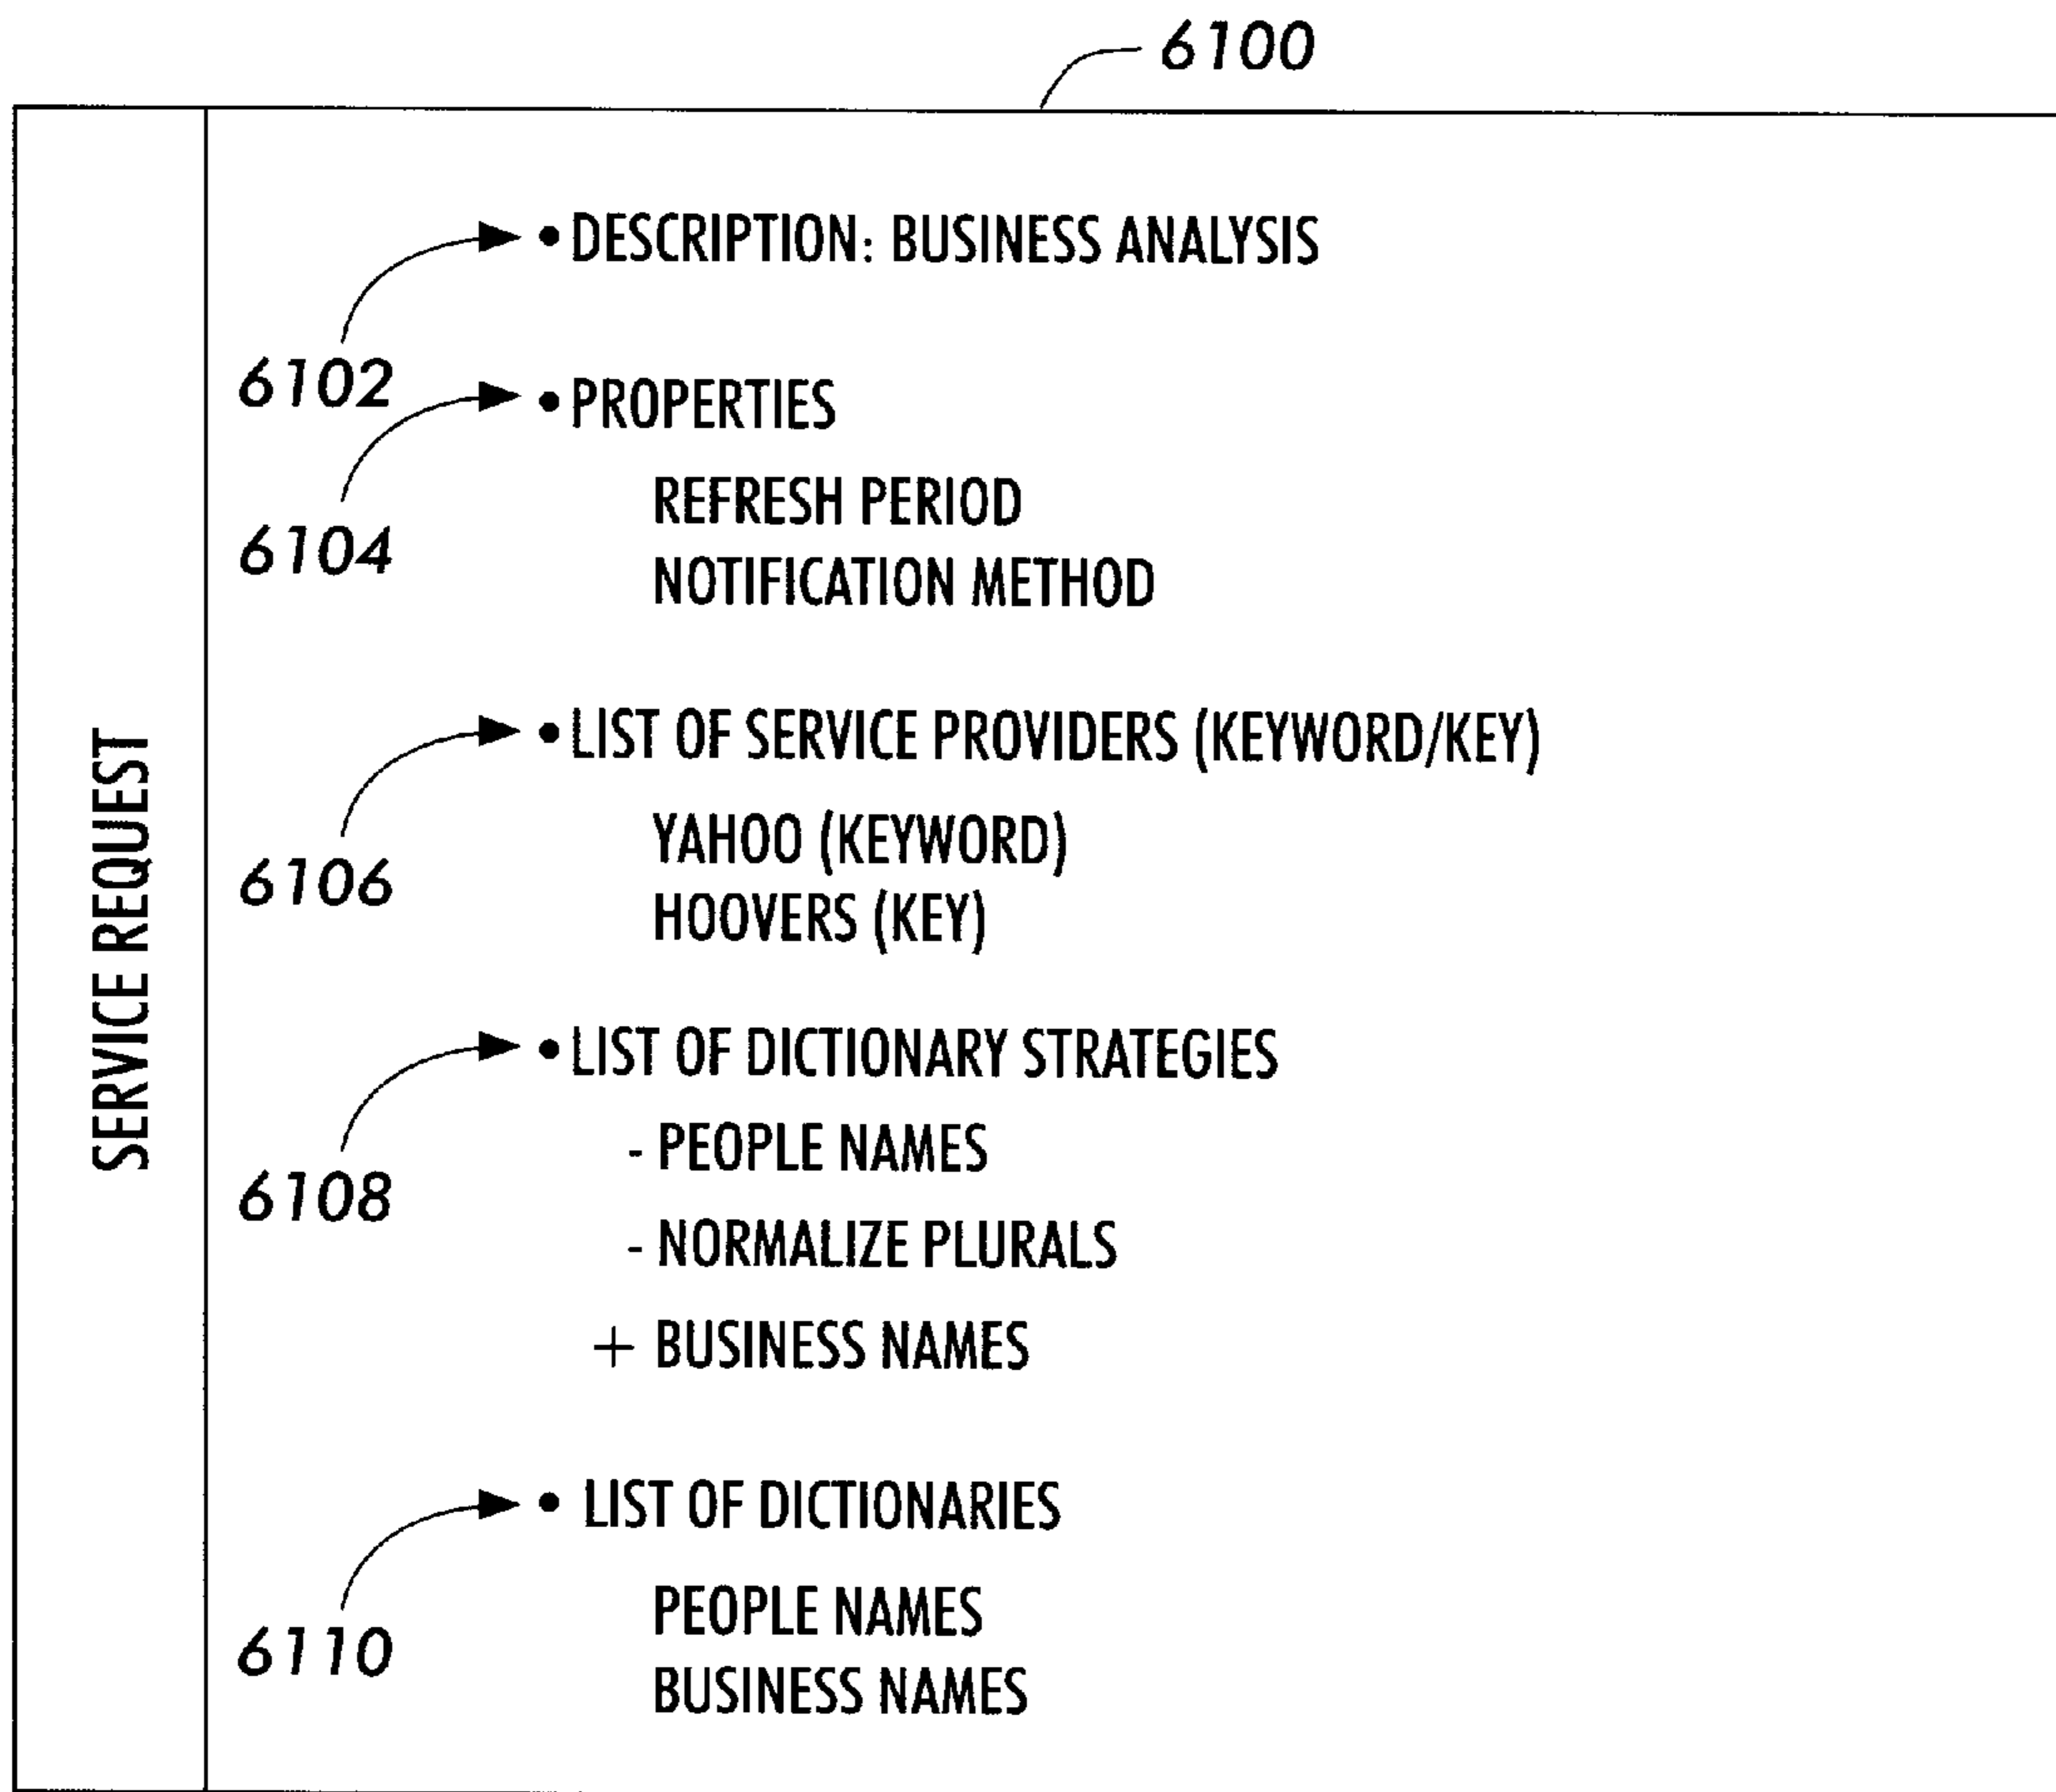 6100
SERVICE REQUEST
• DESCRIPTION: BUSINESS ANALYSIS
6102
• PROPERTIES
REFRESH PERIOD
6104
NOTIFICATION METHOD
• LIST OF SERVICE PROVIDERS (KEYWORD/KEY)
YAHOO (KEYWORD)
6106
HOOVERS (KEY)
• LIST OF DICTIONARY STRATEGIES
- PEOPLE NAMES
6108
- NORMALIZE PLURALS
+ BUSINESS NAMES
• LIST OF DICTIONARIES
PEOPLE NAMES
6110
BUSINESS NAMES